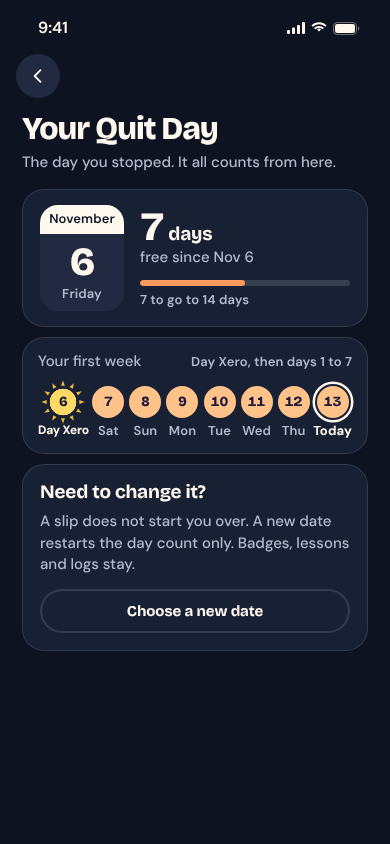 9:41
Your Quit Day
The day you stopped. It all counts from here.
November
6
Friday
7 days
free since Nov 6
7 to go to 14 days
Your first week
Day Xero, then days 1 to 7
6 7 8 9 10 11 12 13
Day Xero Sat Sun Mon Tue Wed Thu Today
Need to change it?
A slip does not start you over. A new date
restarts the day count only. Badges, lessons
and logs stay.
Choose a new date